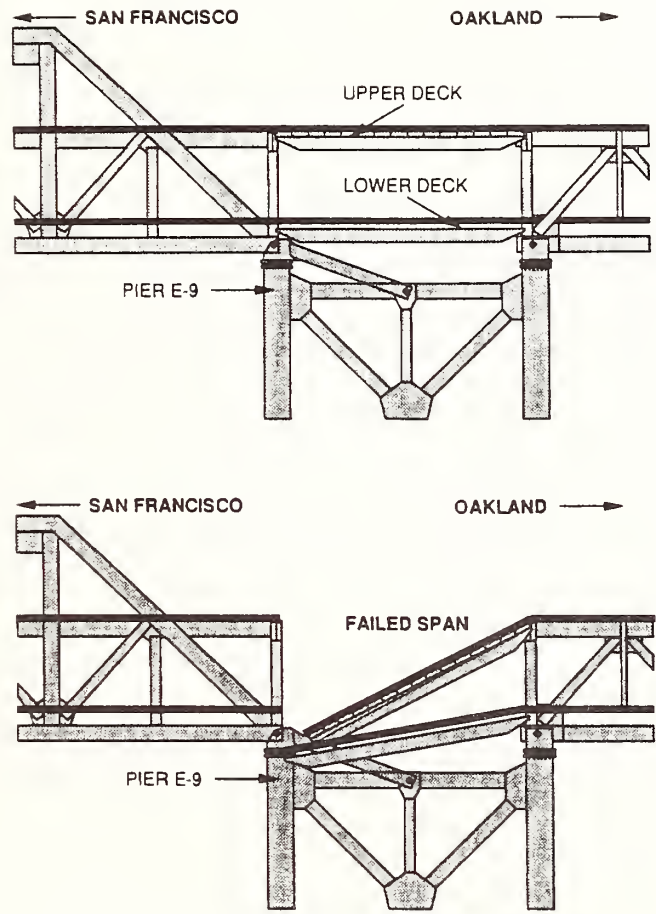 SAN FRANCISCO OAKLAND
UPPER DECK
LOWER DECK
PIER E-9
SAN FRANCISCO OAKLAND
FAILED SPAN
PIER E-9